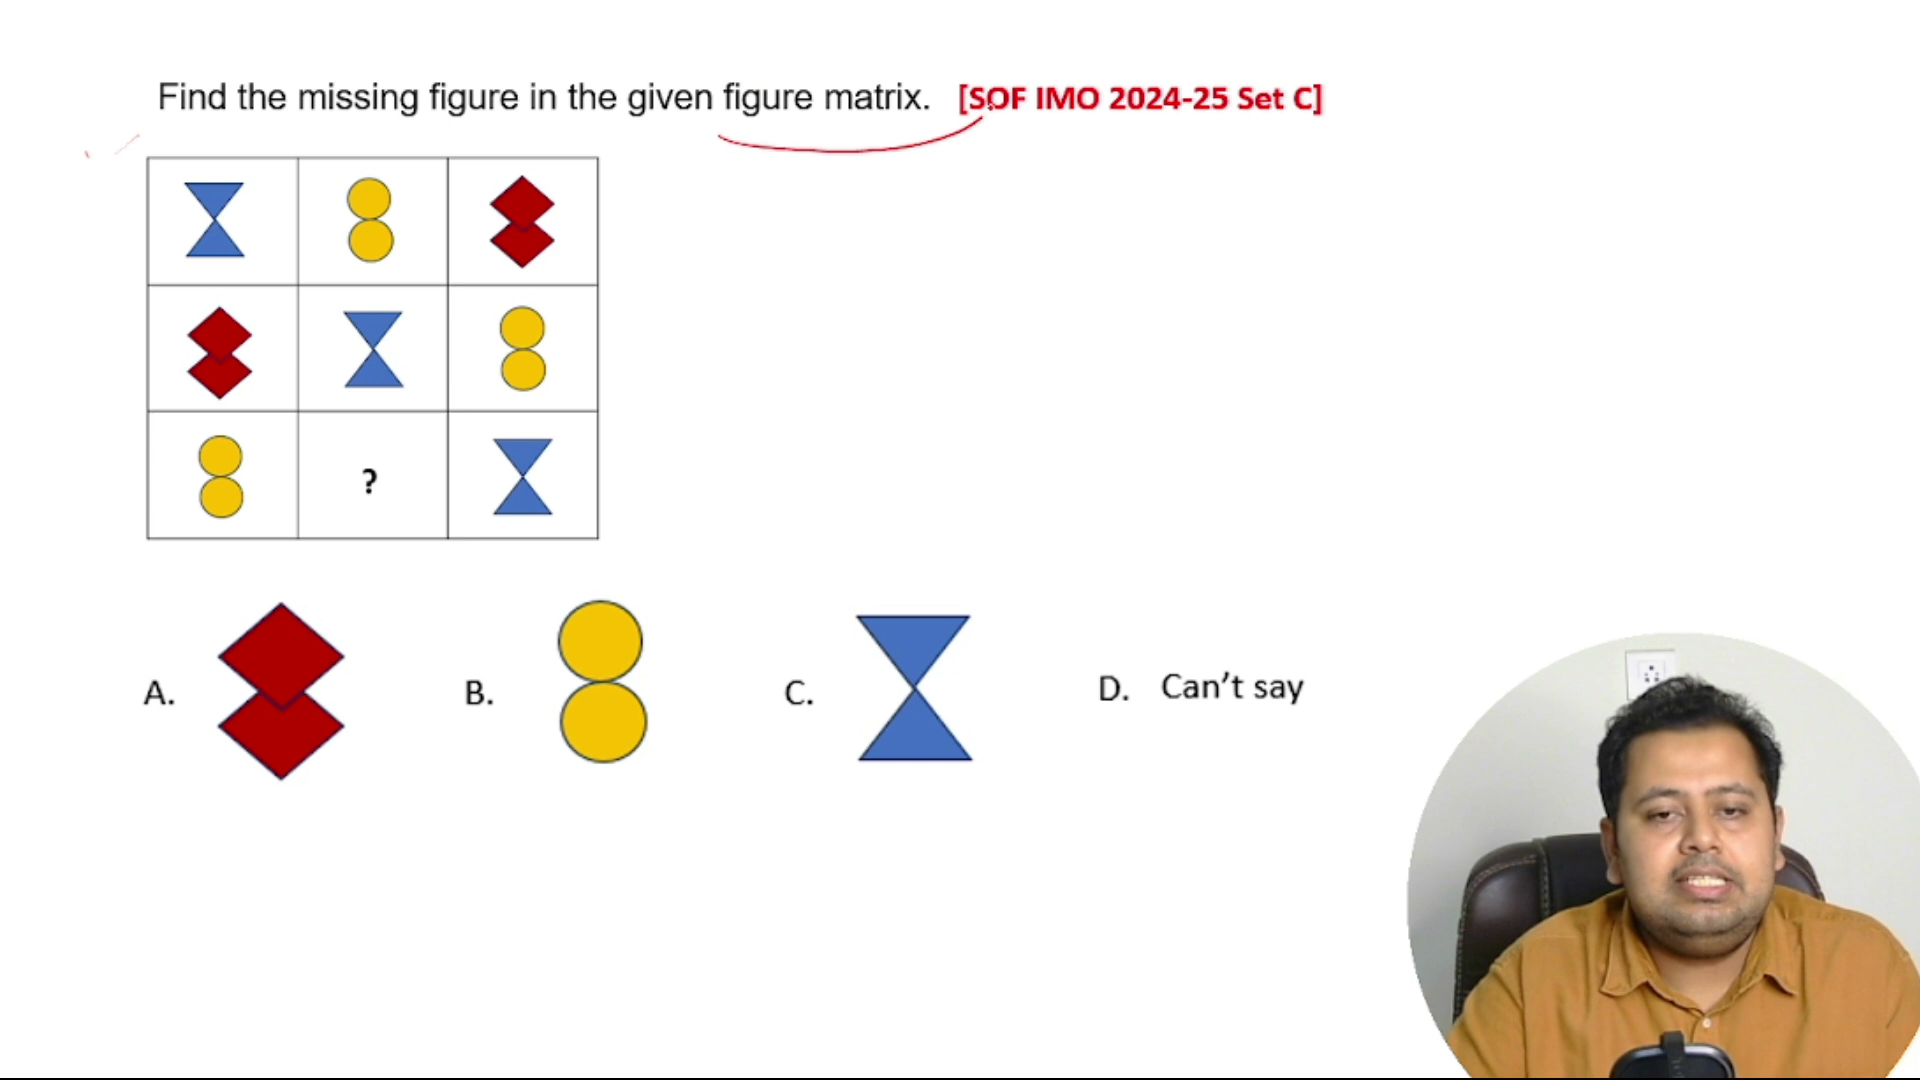 Find the missing figure in the given figure matrix. [SOF IMO 2024-25 Set C]
?
A. B. C. D. Can’t say